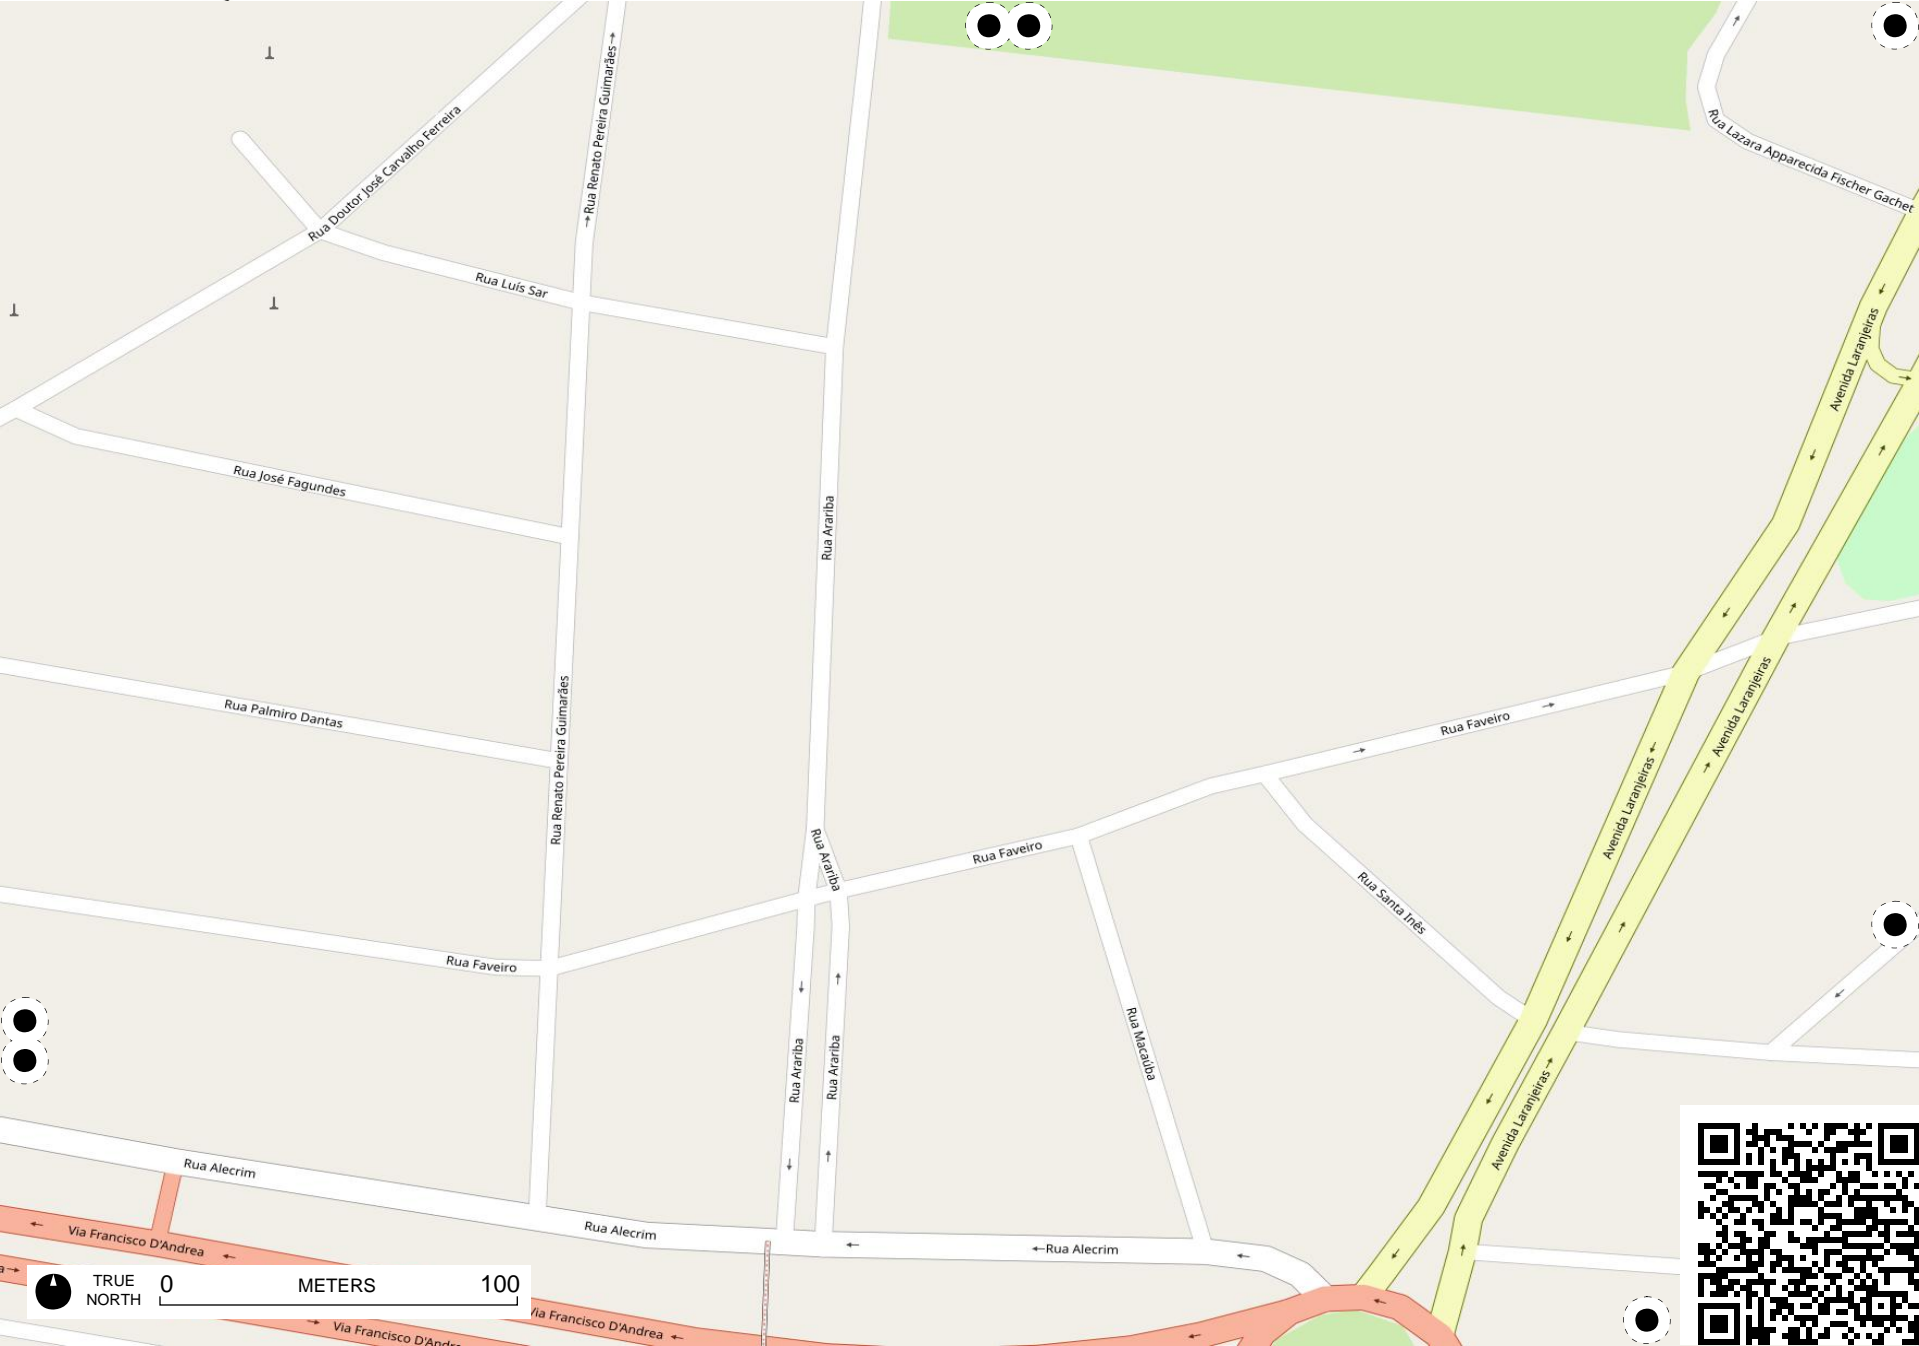 Rua Doutor José Carvalho Ferreira
Rua Renato Pereira Guimarães
Rua Lazara Apparecida Fischer Gachet
Rua Luís Sar
Avenida Laranjeiras
Rua José Fagundes
Rua Arariba
Rua Palmiro Dantas
Rua Renato Pereira Guimarães
Avenida Laranjeiras
Rua Faveiro
Avenida Laranjeiras
Rua Arariba
Rua Faveiro
Rua Santa Inês
Rua Faveiro
Rua Macaúba
Rua Arariba
Rua Arariba
Avenida Laranjeiras
Rua Alecrim
Rua Alecrim
Rua Alecrim
Via Francisco D'Andrea
TRUE NORTH
0 METERS 100
Via Francisco D'Andrea
Via Francisco D'Andre